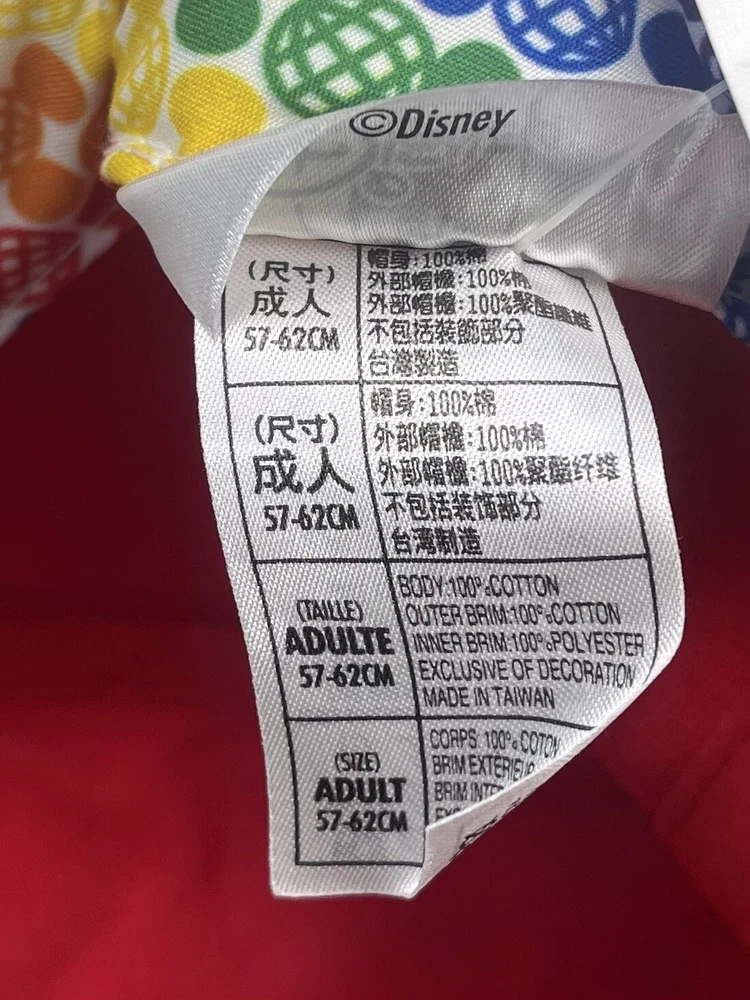 ©Disney
(尺寸)
成人
57-62CM
帽身:100%棉
外部帽檐:100%棉
外部帽檐:100%聚酯纖維
不包括装飾部分
台灣製造
(尺寸)
成人
57-62CM
帽身:100%棉
外部帽檐:100%棉
外部帽檐:100%聚酯纤维
不包括装饰部分
台湾制造
(TAILLE)
ADULTE
57-62CM
BODY:100%COTTON
OUTER BRIM:100%COTTON
INNER BRIM:100%POLYESTER
EXCLUSIVE OF DECORATION
MADE IN TAIWAN
(SIZE)
ADULT
57-62CM
CORPS: 100% COTON
BRIM EXTERIEU
BRIM INTE